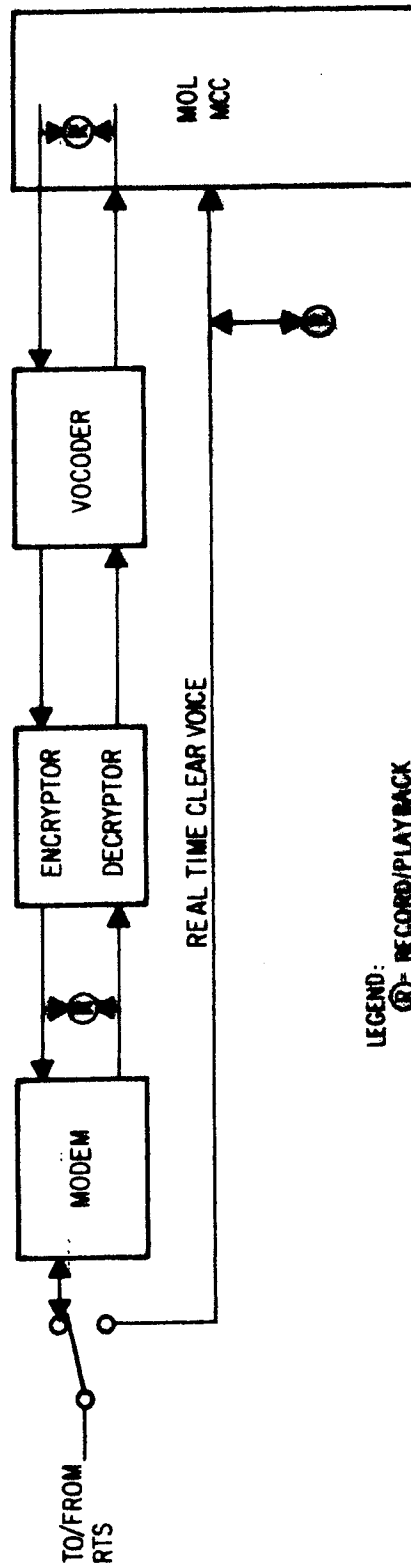 TO/FROM
RTS
MODEM
ENCRYPTOR
DECRYPTOR
VOCODER
MOL
MCC
R
R
R
REAL TIME CLEAR VOICE
LEGEND:
R = RECORD/PLAYBACK